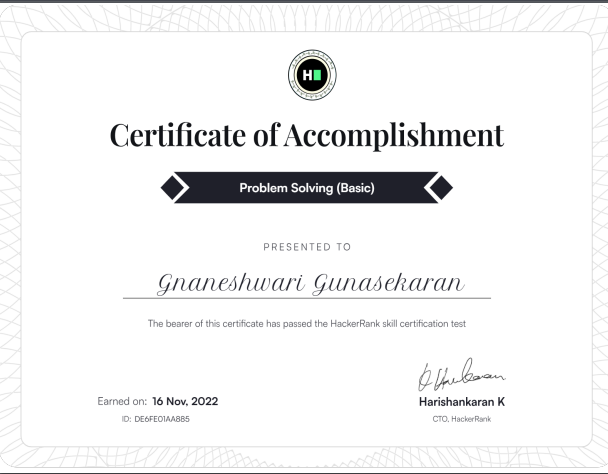 H
Certificate of Accomplishment
Problem Solving (Basic)
PRESENTED TO
Gnaneshwari Gunasekaran
The bearer of this certificate has passed the HackerRank skill certification test
Earned on: 16 Nov, 2022
ID: DE6FE01AA8B5
Harishankaran K
CTO, HackerRank